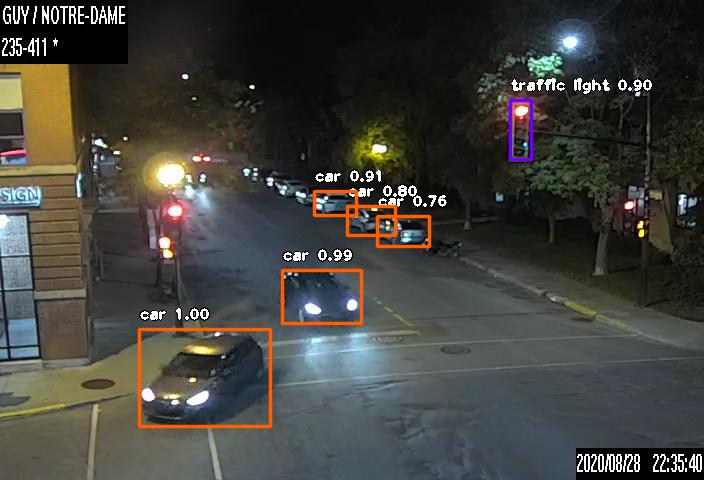 GUY / NOTRE-DAME
235-411 *
traffic light 0.90
car 0.91
car 0.80
car 0.76
SIGN
car 0.99
car 1.00
2020/08/28 22:35:40